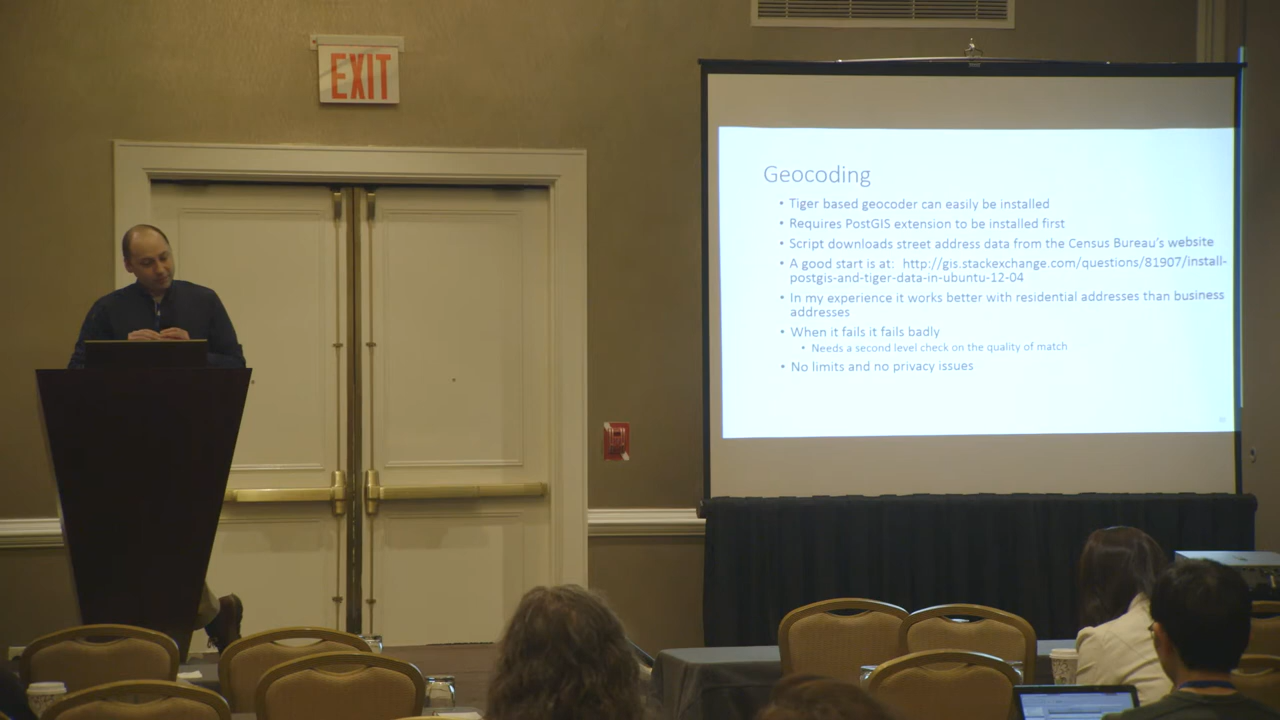 EXIT
Geocoding
• Tiger based geocoder can easily be installed
• Requires PostGIS extension to be installed first
• Script downloads street address data from the Census Bureau's website
• A good start is at: http://gis.stackexchange.com/questions/81907/install-
postgis-and-tiger-data-in-ubuntu-12-04
• In my experience it works better with residential addresses than business
addresses
• When it fails it fails badly
• Needs a second level check on the quality of match
• No limits and no privacy issues